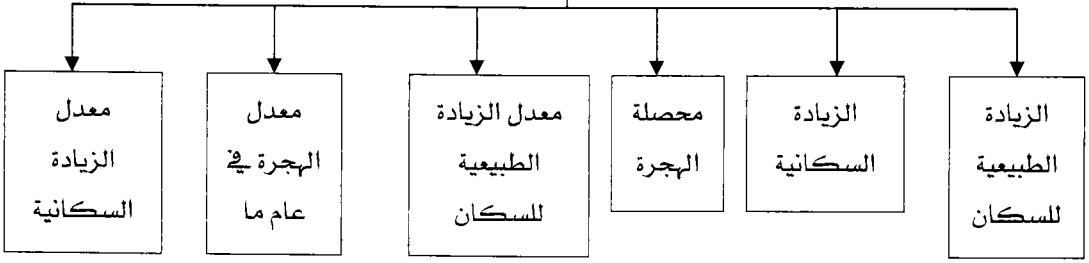 الزيادة
الطبيعية
للسكان
الزيادة
السكانية
محصلة
الهجرة
معدل الزيادة
الطبيعية
للسكان
معدل
الهجرة في
عام ما
معدل
الزيادة
السكانية